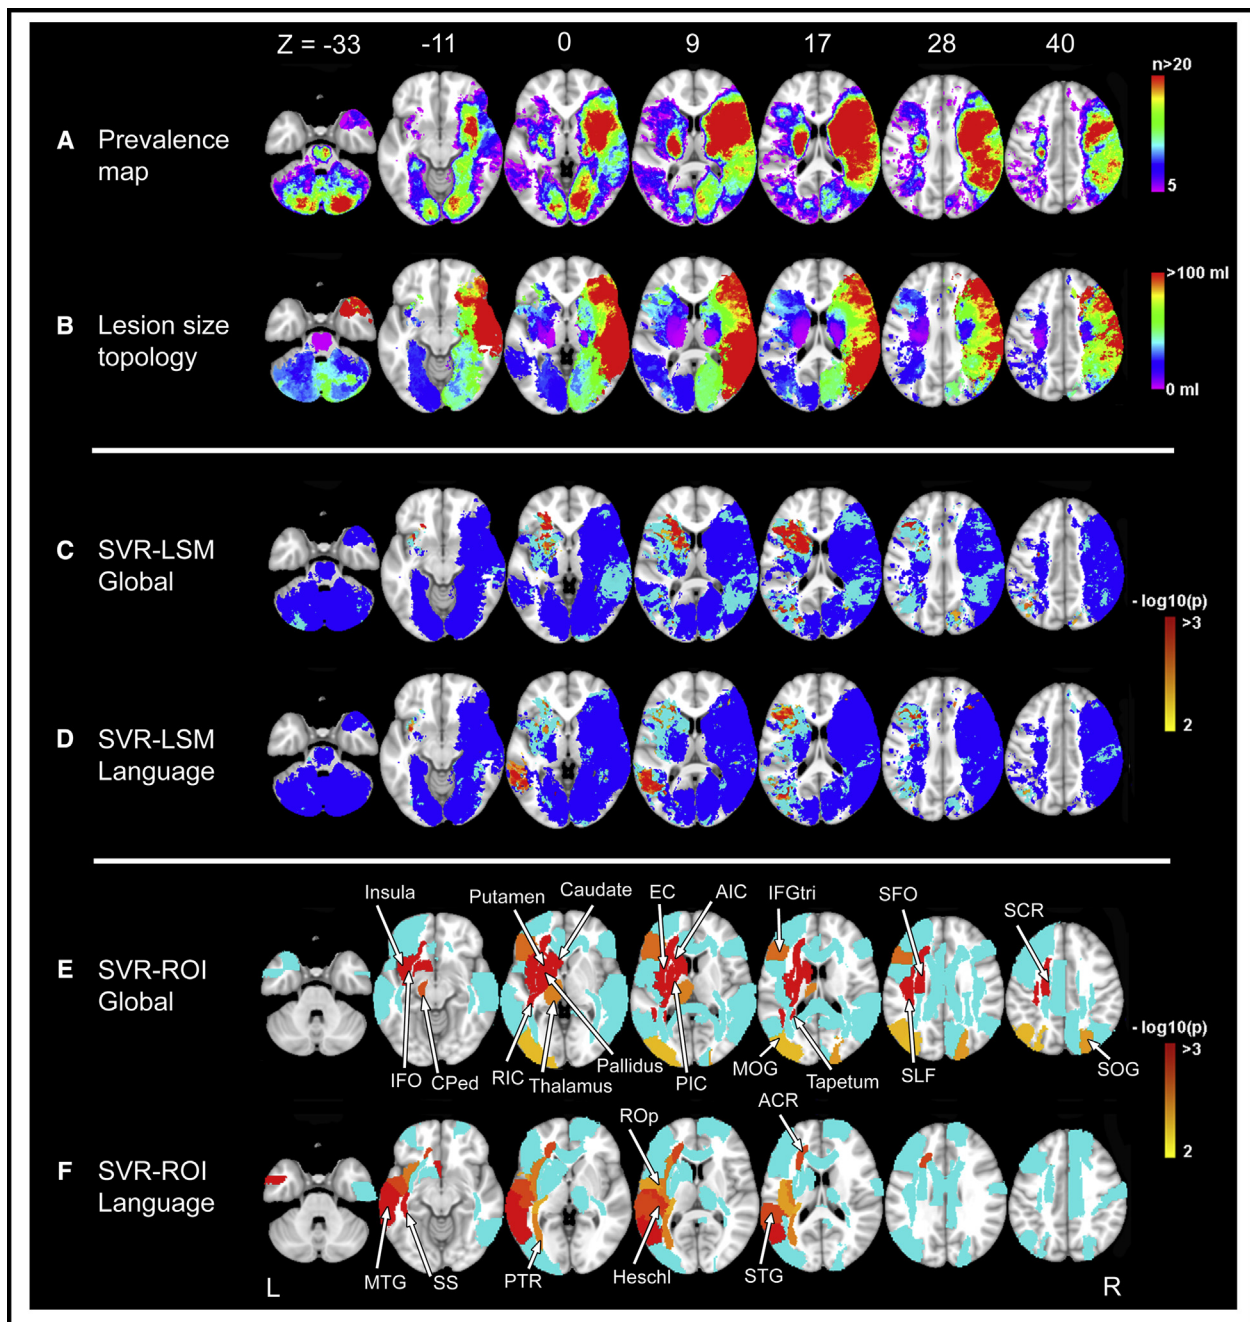 Z = -33 -11 0 9 17 28 40
n>20
A Prevalence
map
5
>100 ml
B Lesion size
topology
0 ml
C SVR-LSM
Global
- log10(p)
>3
2
D SVR-LSM
Language
Insula Putamen Caudate EC AIC IFGtri SFO SCR
E SVR-ROI
Global
- log10(p)
>3
2
IFO CPed RIC Thalamus Pallidus PIC MOG Tapetum SLF SOG
ROp ACR
F SVR-ROI
Language
MTG SS PTR Heschl STG
L R